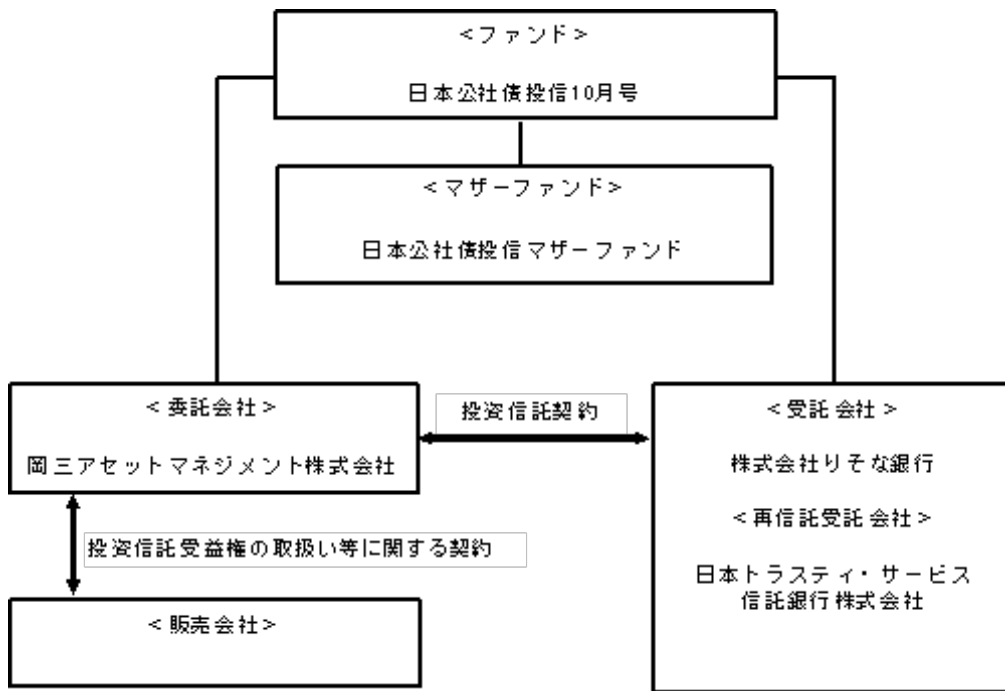 <ファンド>
日本公社債投信10月号
<マザーファンド>
日本公社債投信マザーファンド
<委託会社>
岡三アセットマネジメント株式会社
投資信託契約
<受託会社>
株式会社りそな銀行
<再信託受託会社>
日本トラスティ・サービス
信託銀行株式会社
投資信託受益権の取扱い等に関する契約
<販売会社>